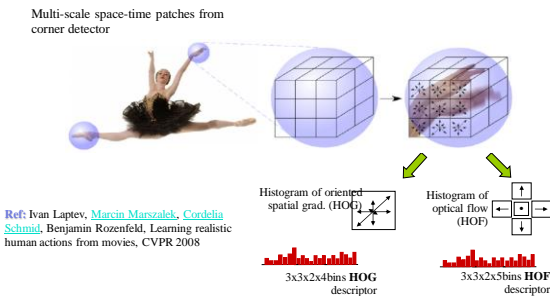 Multi-scale space-time patches from
corner detector
Histogram of oriented
spatial grad. (HOG)
Histogram of
optical flow
(HOF)
Ref: Ivan Laptev, Marcin Marszalek, Cordelia
Schmid, Benjamin Rozenfeld, Learning realistic
human actions from movies, CVPR 2008
3x3x2x4bins HOG
descriptor
3x3x2x5bins HOF
descriptor